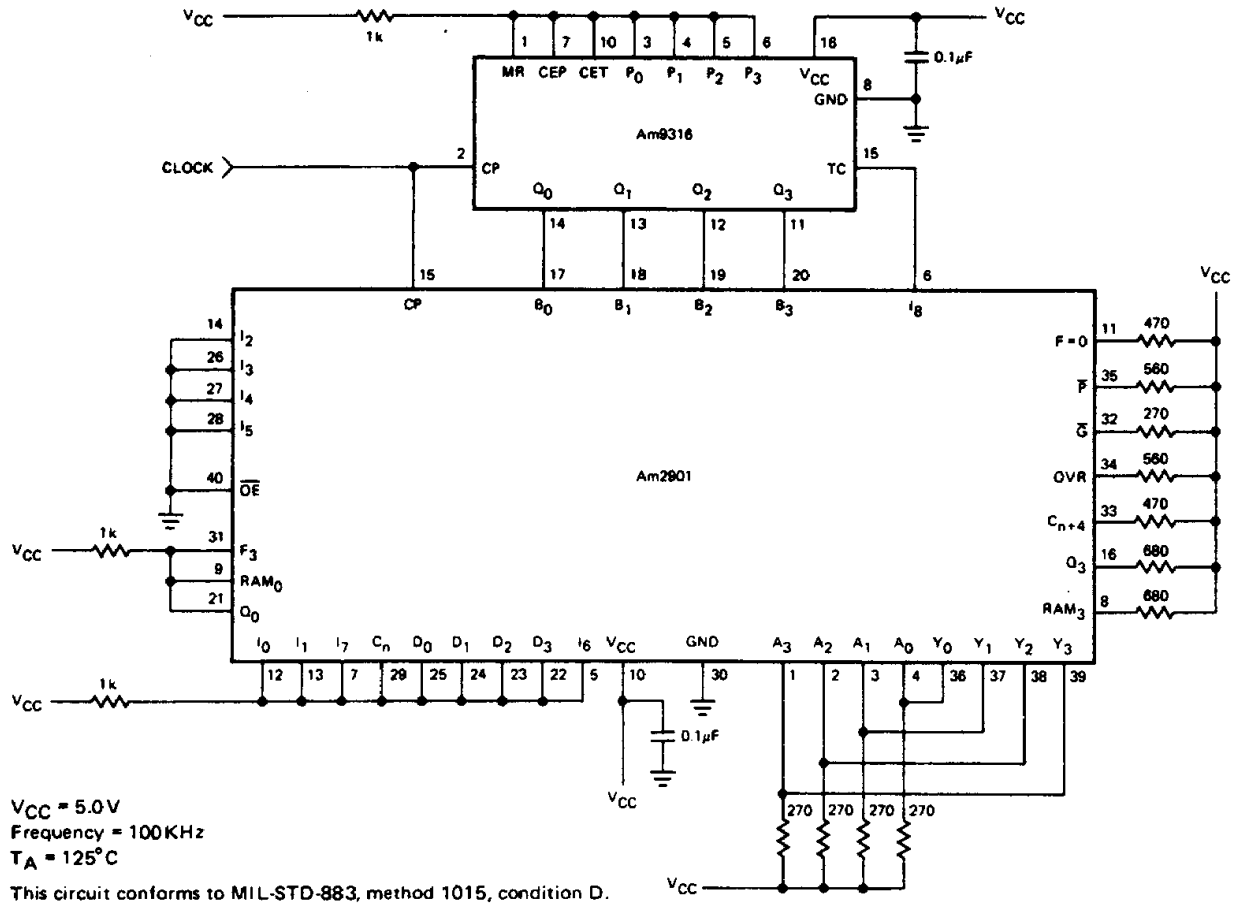 VCC 1k VCC
1 7 10 3 4 5 6 16
0.1μF
MR CEP CET P0 P1 P2 P3 VCC
GND 8
Am9316
CLOCK 2 CP TC 15
Q0 Q1 Q2 Q3
14 13 12 11
15 17 18 19 20 6
VCC
CP B0 B1 B2 B3 I8
14 I2 F=0 11 470
26 I3 P̅ 35 560
27 I4
28 I5 G̅ 32 270
40 O̅E̅ Am2901 OVR 34 560
1k Cn+4 33 470
VCC 31 F3 Q3 16 680
9 RAM0
21 Q0 RAM3 8 680
I0 I1 I7 Cn D0 D1 D2 D3 I6 VCC GND A3 A2 A1 A0 Y0 Y1 Y2 Y3
12 13 7 29 25 24 23 22 5 10 30 1 2 3 4 36 37 38 39
VCC 1k
0.1μF
VCC
270 270 270 270
VCC
VCC = 5.0V
Frequency = 100KHz
TA = 125°C
This circuit conforms to MIL-STD-883, method 1015, condition D.